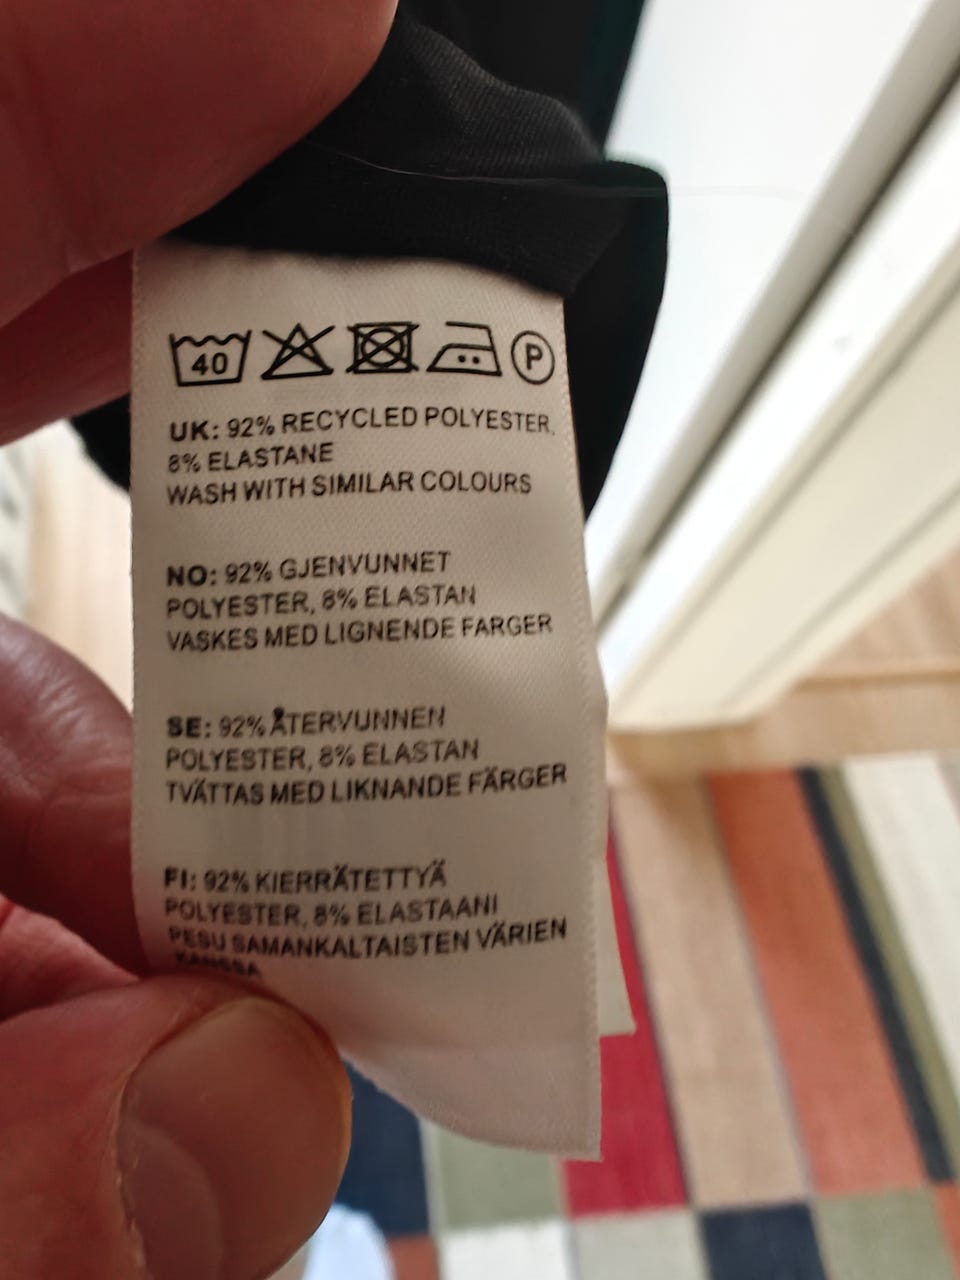 40 P
UK: 92% RECYCLED POLYESTER,
8% ELASTANE
WASH WITH SIMILAR COLOURS
NO: 92% GJENVUNNET
POLYESTER, 8% ELASTAN
VASKES MED LIGNENDE FARGER
SE: 92% ÅTERVUNNEN
POLYESTER, 8% ELASTAN
TVÄTTAS MED LIKNANDE FÄRGER
FI: 92% KIERRÄTETTYÄ
POLYESTER, 8% ELASTAANI
PESU SAMANKALTAISTEN VÄRIEN
KANSSA